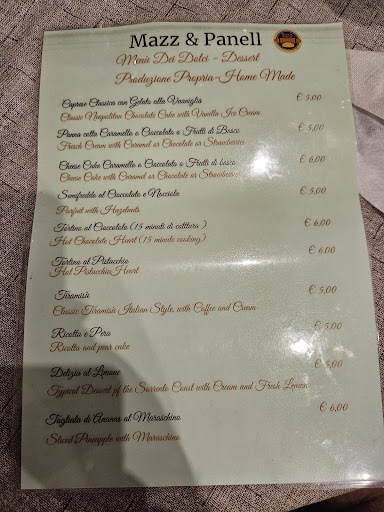 Mazz & Panell
Menù Dei Dolci - Dessert
Produzione Propria-Home Made
Caprese Classica con Gelato alla Vaaniglia € 5,00
Classic Neapolitan Chocolate Cake with Vanilla Ice Cream
Panna cotta Caramello o Cioccolato o Frutti di Bosco € 5,00
French Cream with Caramel or Chocolate or Strawberries
Cheese Cake Caramello o Cioccolato o Frutti di bosco € 6,00
Cheese Cake with Caramel or Chocolate or Strawberries
Semifreddo al Cioccolato e Nocciola € 5,00
Parfait with Hazelnuts
Tortino al Cioccolato (15 minuti di cottura) € 6,00
Hot Chocolate Heart (15 minute cooking)
Tortino al Pistacchio € 6,00
Hot Pistacchio Heart
Tiramisù € 5,00
Classic Tiramisù Italian Style, with Coffee and Cream
Ricotta e Pera € 5,00
Ricotta and pear cake
Delizia al Limone € 5,00
Typical Dessert of the Sorrento Coast with Cream and Fresh Lemon
Tagliata di Ananas al Maraschino € 6,00
Sliced Pineapple with Maraschino